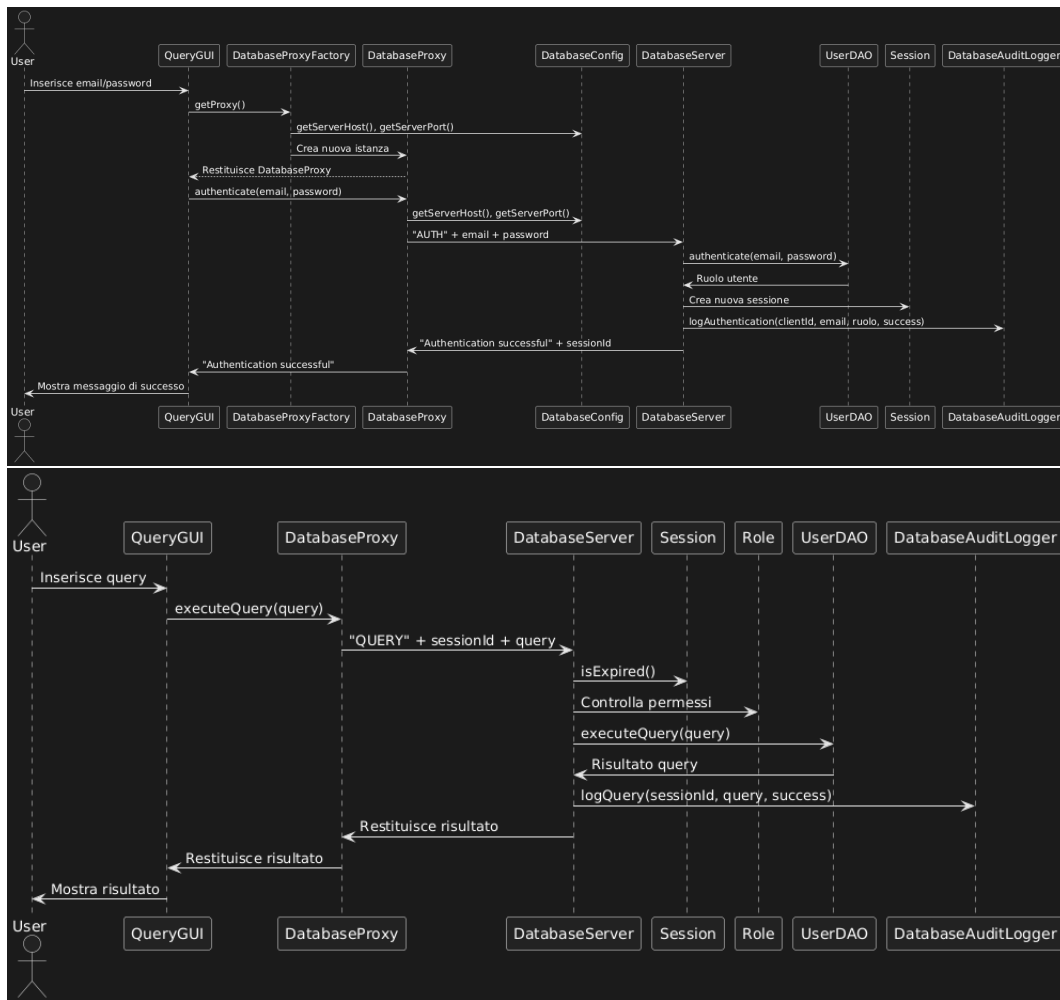 User
QueryGUI DatabaseProxyFactory DatabaseProxy DatabaseConfig DatabaseServer UserDAO Session DatabaseAuditLogger
Inserisce email/password
getProxy()
getServerHost(), getServerPort()
Crea nuova istanza
Restituisce DatabaseProxy
authenticate(email, password)
getServerHost(), getServerPort()
"AUTH" + email + password
authenticate(email, password)
Ruolo utente
Crea nuova sessione
logAuthentication(clientId, email, ruolo, success)
"Authentication successful" + sessionId
"Authentication successful"
Mostra messaggio di successo
User
QueryGUI DatabaseProxyFactory DatabaseProxy DatabaseConfig DatabaseServer UserDAO Session DatabaseAuditLogger
User
QueryGUI DatabaseProxy DatabaseServer Session Role UserDAO DatabaseAuditLogger
Inserisce query
executeQuery(query)
"QUERY" + sessionId + query
isExpired()
Controlla permessi
executeQuery(query)
Risultato query
logQuery(sessionId, query, success)
Restituisce risultato
Restituisce risultato
Mostra risultato
User
QueryGUI DatabaseProxy DatabaseServer Session Role UserDAO DatabaseAuditLogger